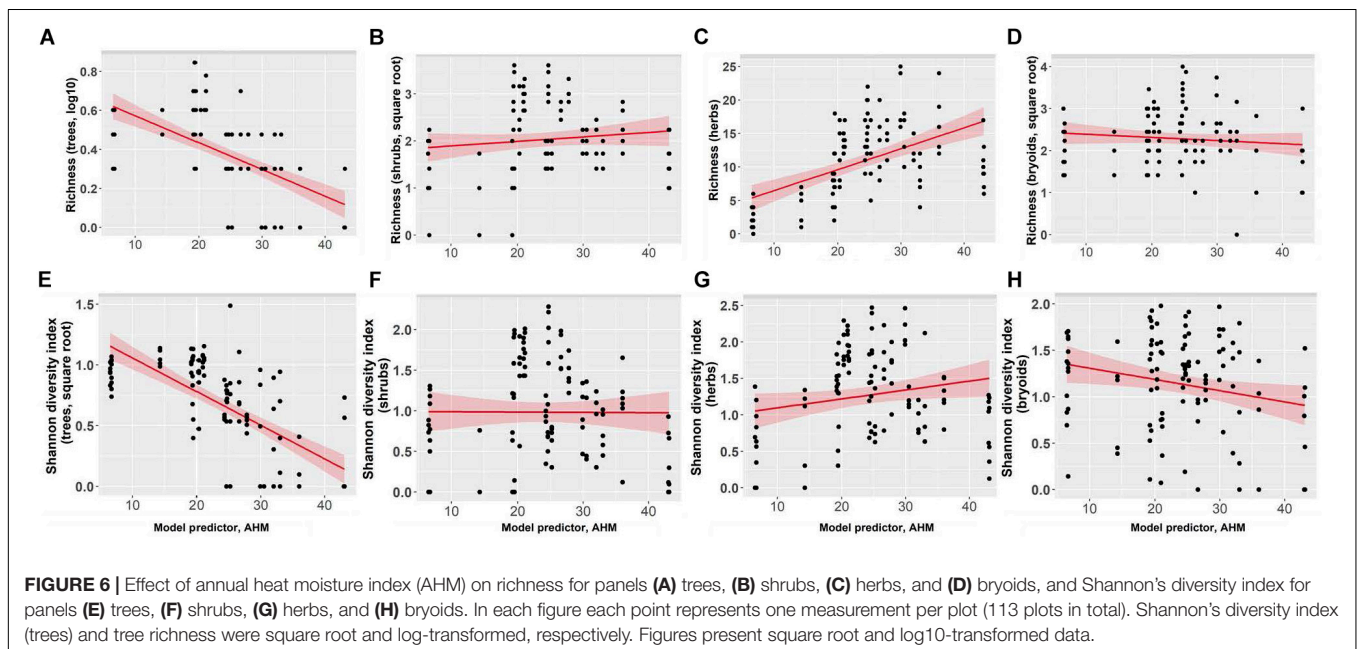 A
B
C
D
Richness (trees, log10)
0.8
0.6
0.4
0.2
0.0
10 20 30 40
Richness (shrubs, square root)
3
2
1
0
10 20 30 40
Richness (herbs)
25
20
15
10
5
0
10 20 30 40
Richness (bryoids, square root)
4
3
2
1
0
10 20 30 40
E
F
G
H
Shannon diversity index
(trees, square root)
1.5
1.0
0.5
0.0
10 20 30 40
Model predictor, AHM
Shannon diversity index
(shrubs)
2.0
1.5
1.0
0.5
0.0
10 20 30 40
Model predictor, AHM
Shannon diversity index
(herbs)
2.5
2.0
1.5
1.0
0.5
0.0
10 20 30 40
Model predictor, AHM
Shannon diversity index
(bryoids)
2.0
1.5
1.0
0.5
0.0
10 20 30 40
Model predictor, AHM
FIGURE 6 | Effect of annual heat moisture index (AHM) on richness for panels (A) trees, (B) shrubs, (C) herbs, and (D) bryoids, and Shannon's diversity index for
panels (E) trees, (F) shrubs, (G) herbs, and (H) bryoids. In each figure each point represents one measurement per plot (113 plots in total). Shannon's diversity index
(trees) and tree richness were square root and log-transformed, respectively. Figures present square root and log10-transformed data.